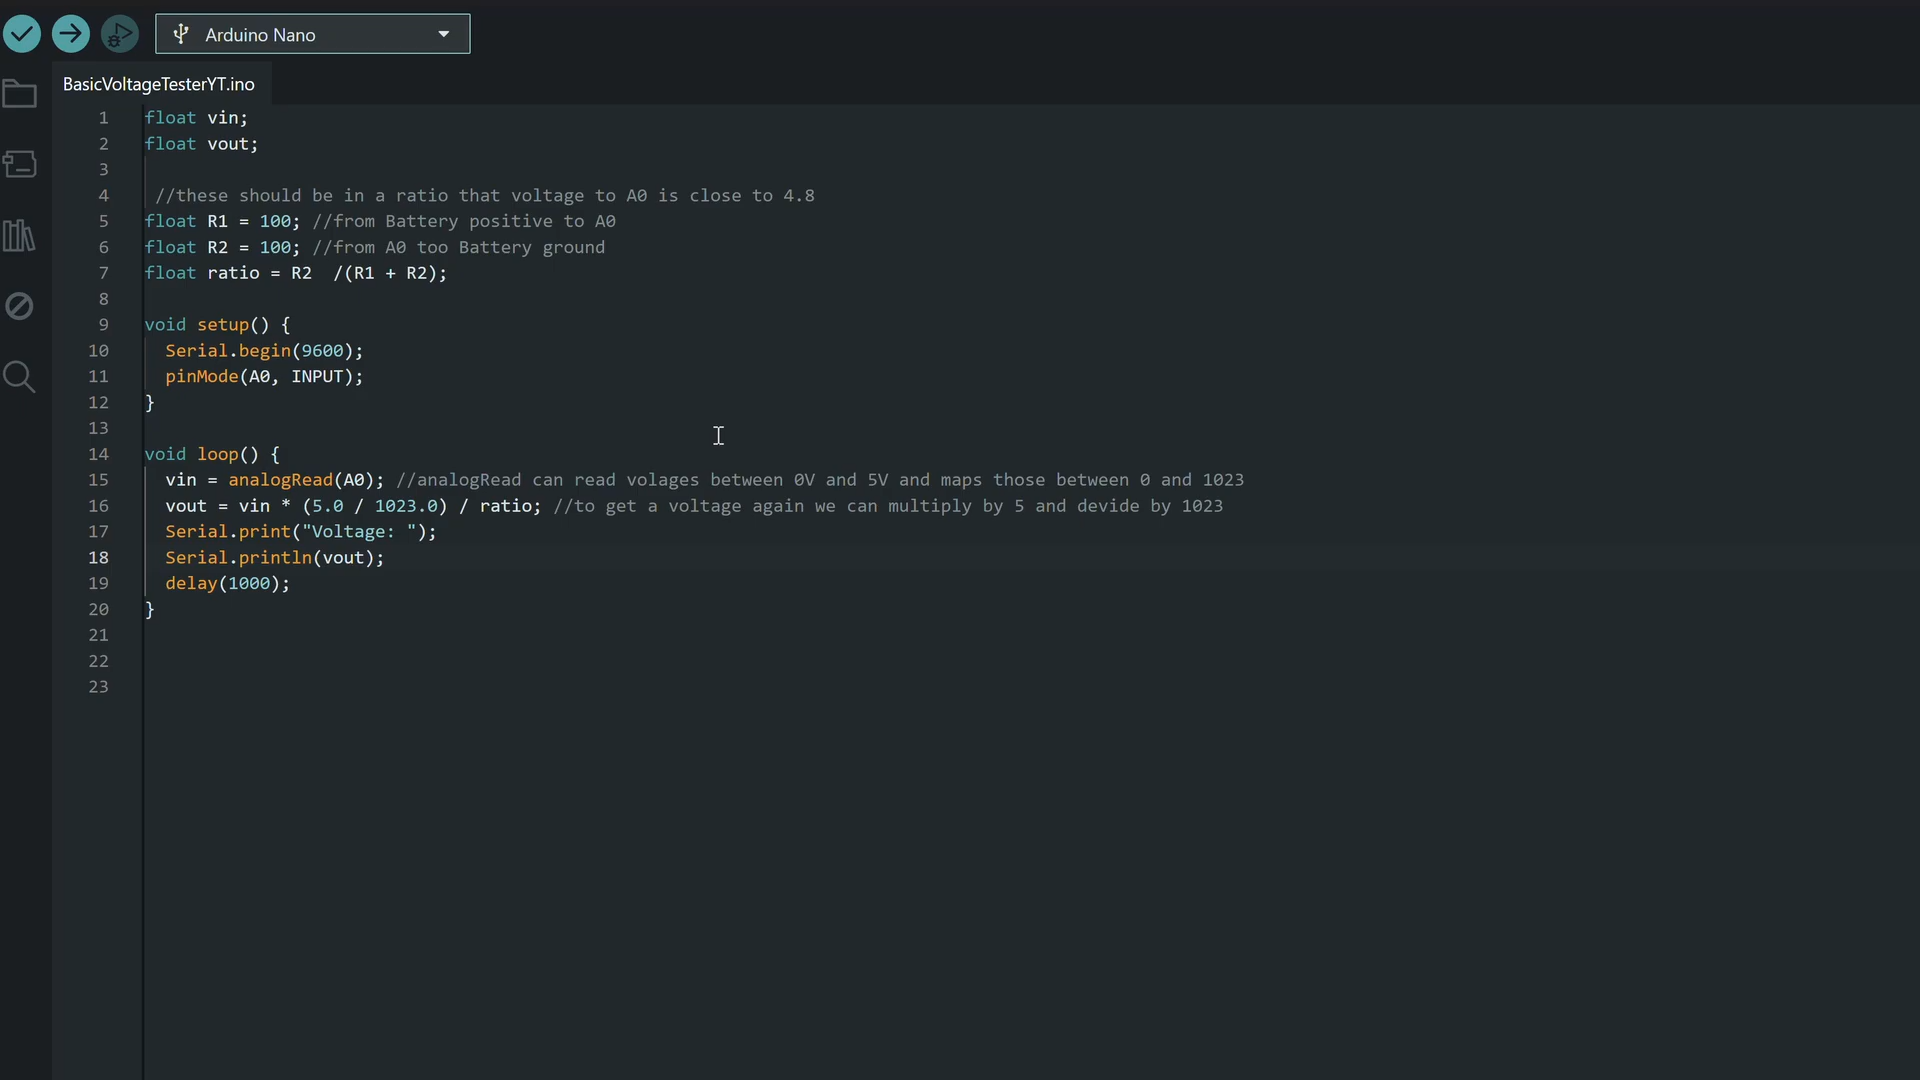 Arduino Nano
BasicVoltageTesterYT.ino
1 float vin;
2 float vout;
3
4 //these should be in a ratio that voltage to A0 is close to 4.8
5 float R1 = 100; //from Battery positive to A0
6 float R2 = 100; //from A0 too Battery ground
7 float ratio = R2  /(R1 + R2);
8
9 void setup() {
10 Serial.begin(9600);
11 pinMode(A0, INPUT);
12 }
13
14 void loop() {
15 vin = analogRead(A0); //analogRead can read volages between 0V and 5V and maps those between 0 and 1023
16 vout = vin * (5.0 / 1023.0) / ratio; //to get a voltage again we can multiply by 5 and devide by 1023
17 Serial.print("Voltage: ");
18 Serial.println(vout);
19 delay(1000);
20 }
21
22
23